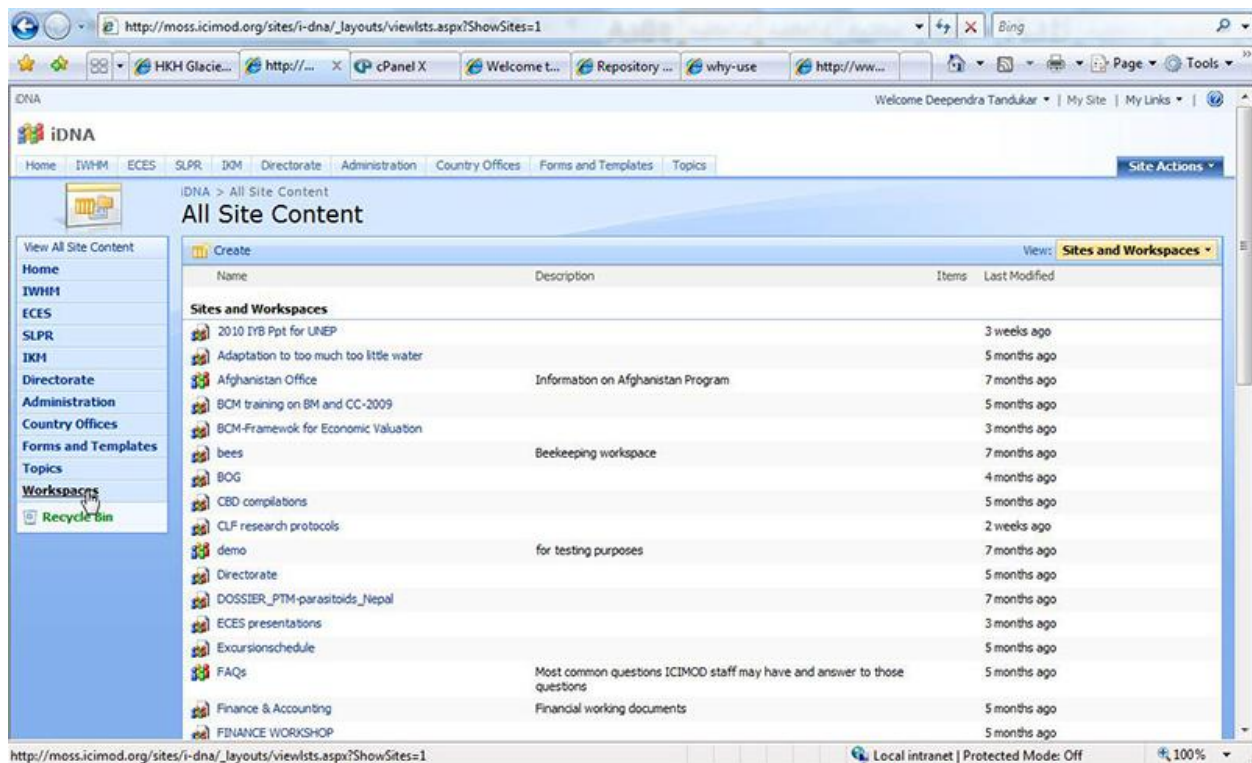 http://moss.icimod.org/sites/i-dna/_layouts/viewlsts.aspx?ShowSites=1 Bing
HKH Glacie... http://... X cPanel X Welcome t... Repository ... why-use http://ww... Page Tools
iDNA Welcome Deependra Tandukar | My Site | My Links |
iDNA
Home IWHM ECES SLPR IKM Directorate Administration Country Offices Forms and Templates Topics Site Actions
iDNA > All Site Content
All Site Content
View All Site Content
Home
IWHM
ECES
SLPR
IKM
Directorate
Administration
Country Offices
Forms and Templates
Topics
Workspaces
Recycle Bin
Create View: Sites and Workspaces
Name Description Items Last Modified
Sites and Workspaces
2010 IYB Ppt for UNEP 3 weeks ago
Adaptation to too much too little water 5 months ago
Afghanistan Office Information on Afghanistan Program 7 months ago
BCM training on BM and CC-2009 5 months ago
BCM-Framewok for Economic Valuation 3 months ago
bees Beekeeping workspace 7 months ago
BOG 4 months ago
CBD compilations 5 months ago
CLF research protocols 2 weeks ago
demo for testing purposes 7 months ago
Directorate 5 months ago
DOSSIER_PTM-parasitoids_Nepal 7 months ago
ECES presentations 3 months ago
Excursionschedule 5 months ago
FAQs Most common questions ICIMOD staff may have and answer to those 5 months ago
questions
Finance & Accounting Financial working documents 5 months ago
FINANCE WORKSHOP 5 months ago
http://moss.icimod.org/sites/i-dna/_layouts/viewlsts.aspx?ShowSites=1 Local intranet | Protected Mode: Off 100%